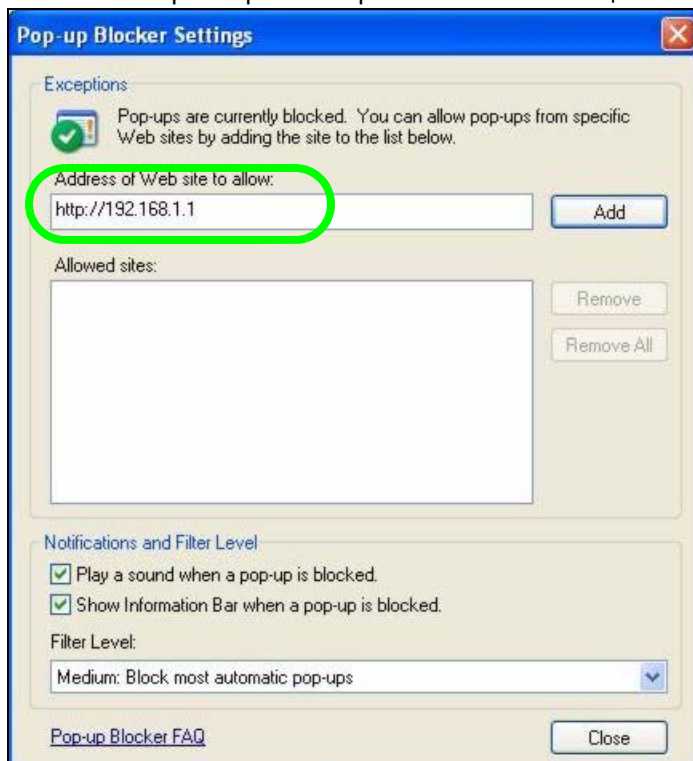 Pop-up Blocker Settings
Exceptions
Pop-ups are currently blocked. You can allow pop-ups from specific
Web sites by adding the site to the list below.
Address of Web site to allow:
http://192.168.1.1
Add
Allowed sites:
Remove
Remove All
Notifications and Filter Level
Play a sound when a pop-up is blocked.
Show Information Bar when a pop-up is blocked.
Filter Level:
Medium: Block most automatic pop-ups
Pop-up Blocker FAQ
Close